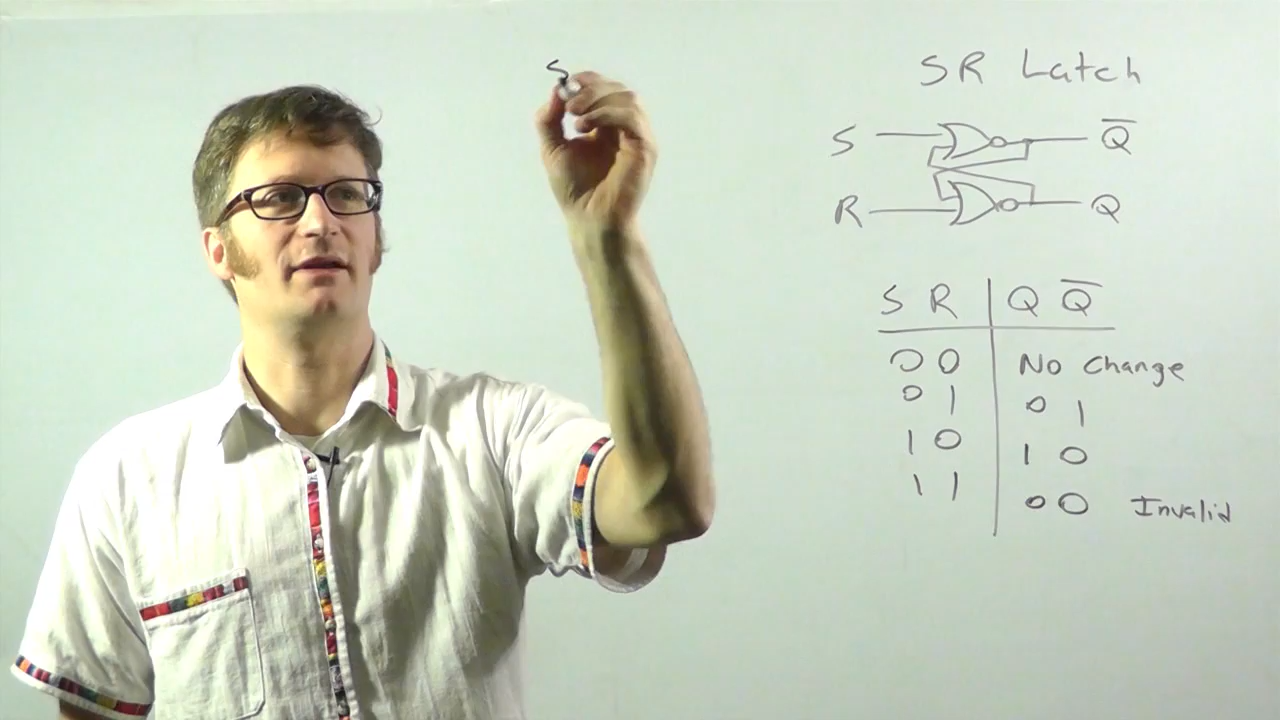 S
SR Latch
S Q̅
R Q
S R Q Q̅
0 0 No Change
0 1 0 1
1 0 1 0
1 1 0 0 Invalid